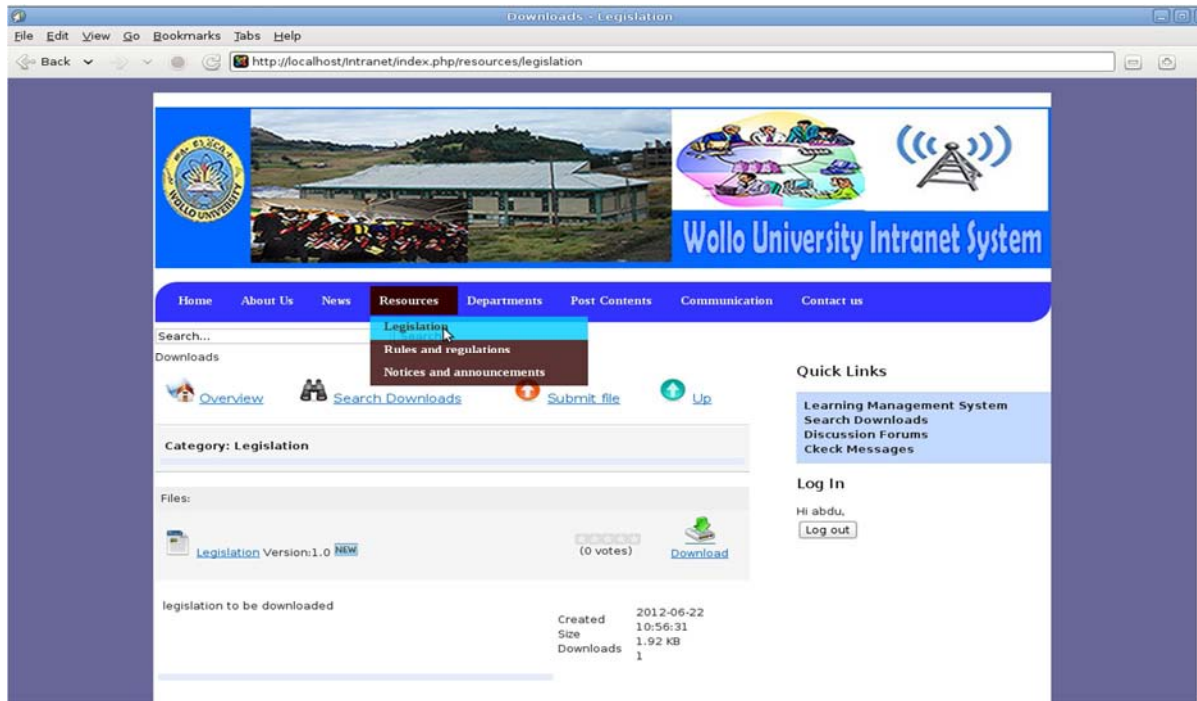 Downloads - Legislation
File Edit View Go Bookmarks Tabs Help
Back http://localhost/Intranet/index.php/resources/legislation
WOLLO UNIVERSITY
Wollo University Intranet System
Home About Us News Resources Departments Post Contents Communication Contact us
Legislation
Rules and regulations
Notices and announcements
Search...
Downloads
Overview Search Downloads Submit file Up
Category: Legislation
Files:
Legislation Version:1.0 NEW (0 votes) Download
legislation to be downloaded
Created 2012-06-22 10:56:31
Size 1.92 KB
Downloads 1
Quick Links
Learning Management System
Search Downloads
Discussion Forums
Ckeck Messages
Log In
Hi abdu,
Log out